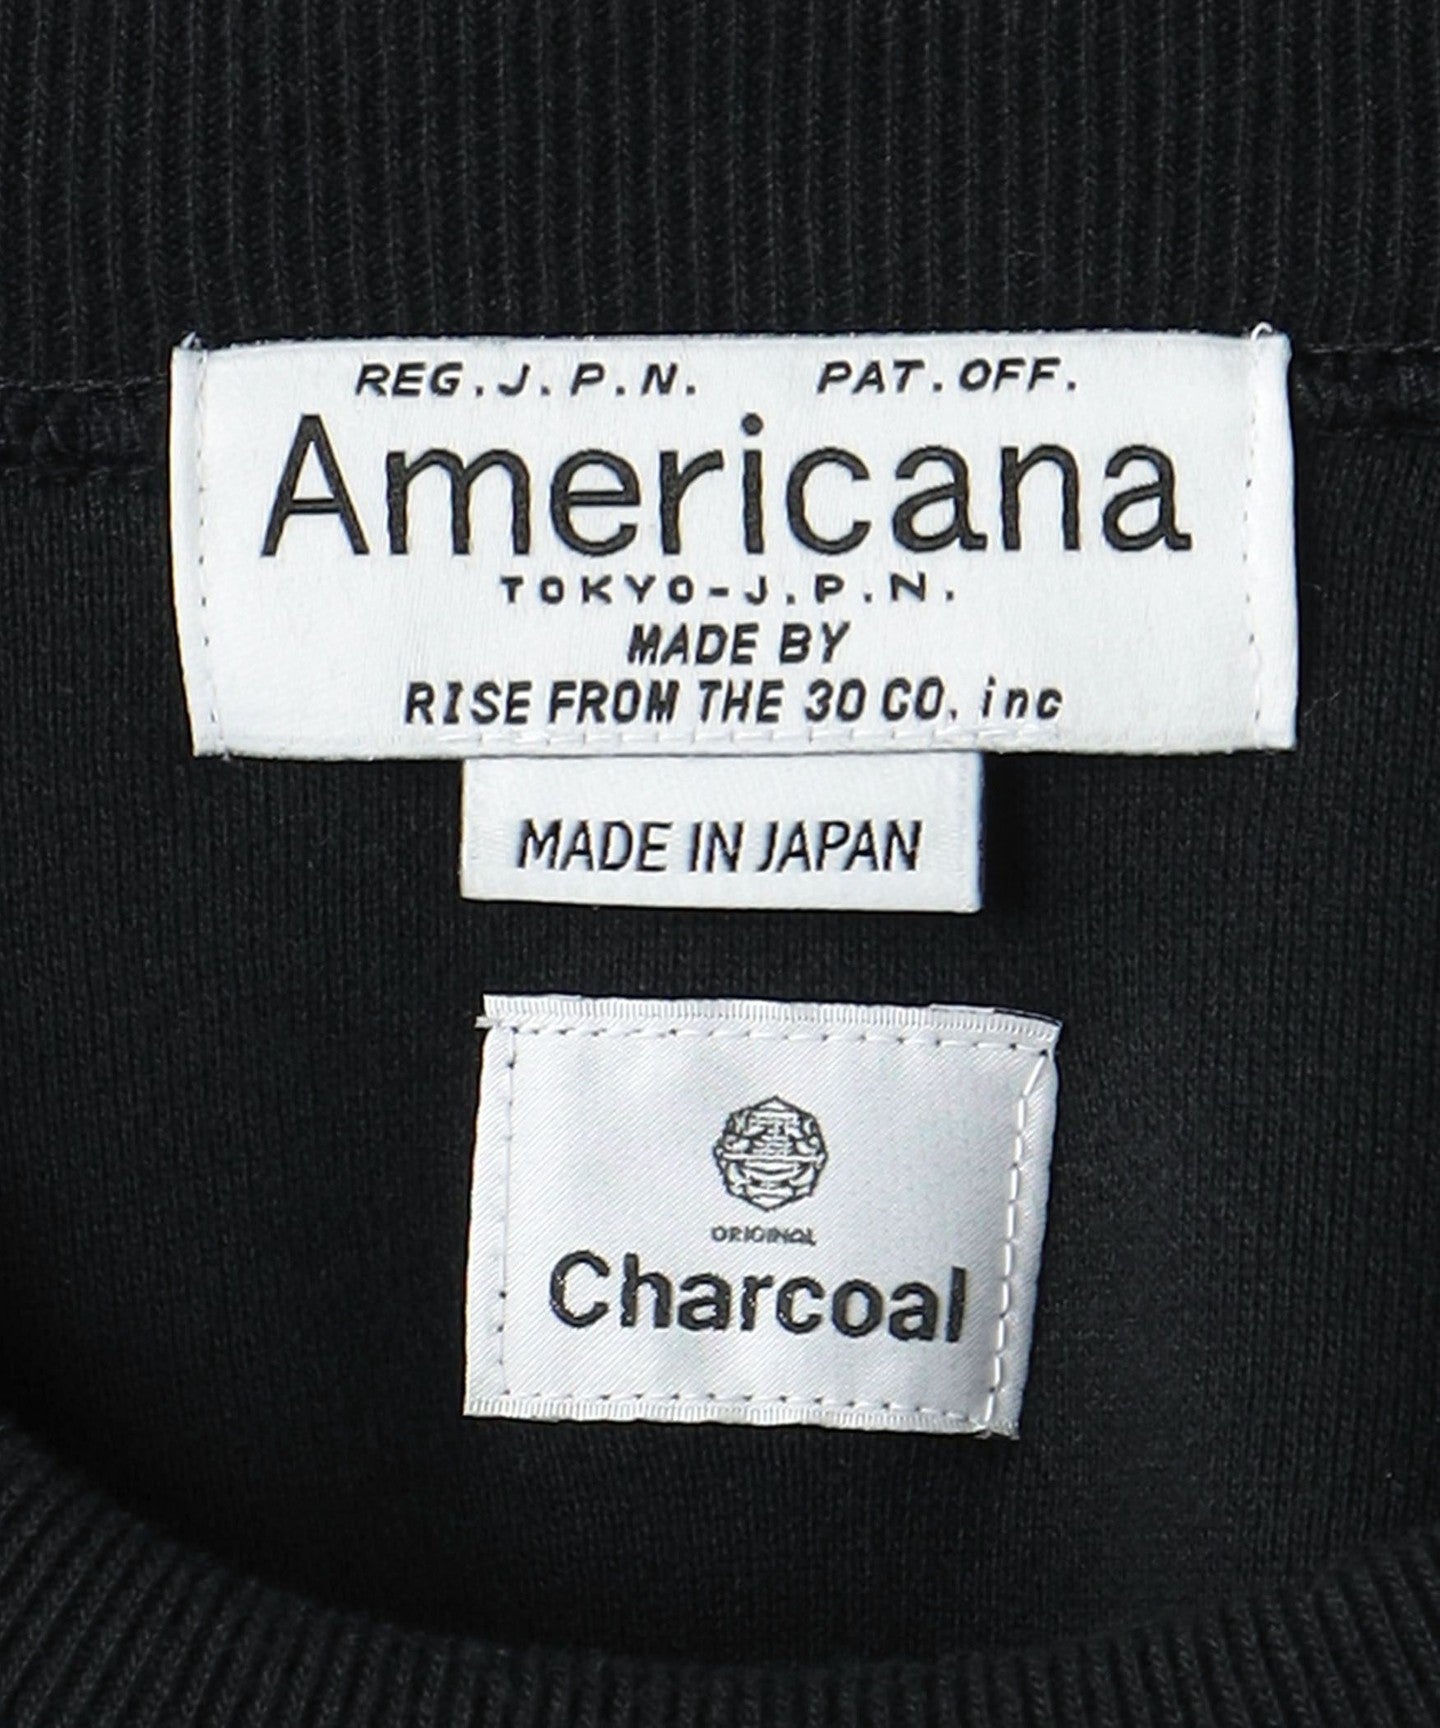 REG.J.P.N. PAT.OFF.
Americana
TOKYO-J.P.N.
MADE BY
RISE FROM THE 30 CO, inc
MADE IN JAPAN
ORIGINAL
Charcoal